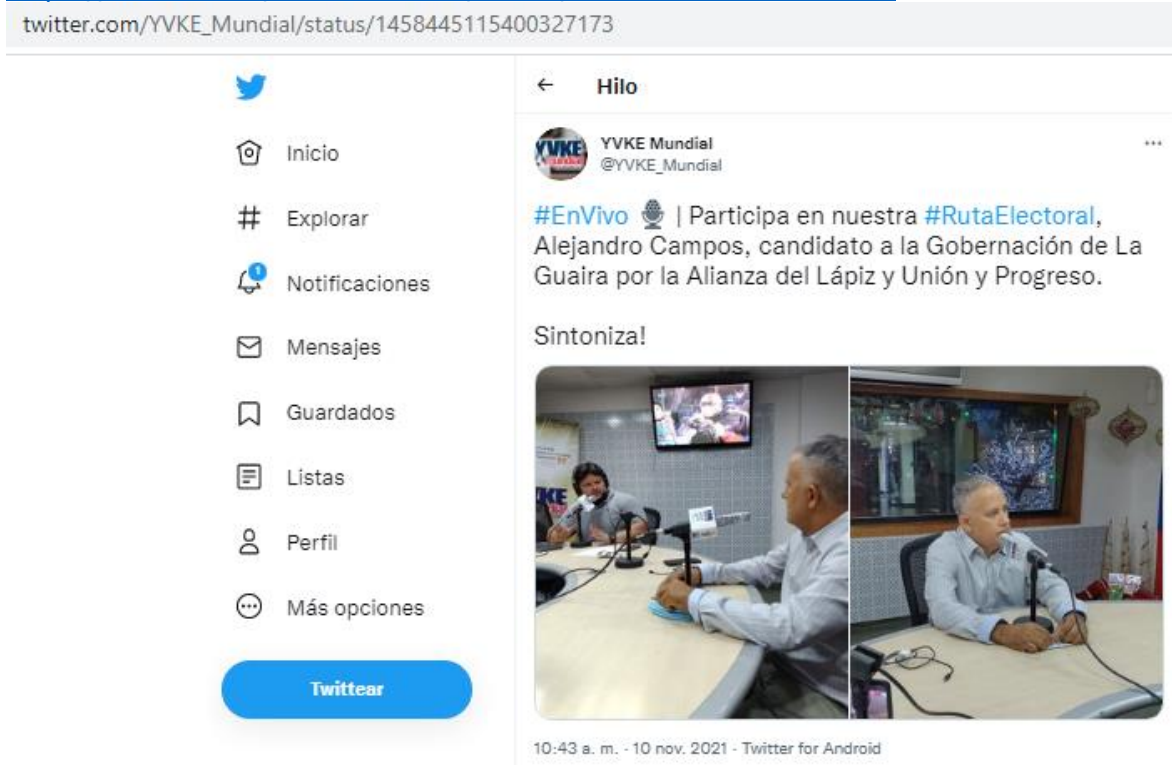 twitter.com/YVKE_Mundial/status/1458445115400327173
Inicio
Explorar
1
Notificaciones
Mensajes
Guardados
Listas
Perfil
Más opciones
Twittear
Hilo
YVKE
YVKE Mundial
@YVKE_Mundial
#EnVivo | Participa en nuestra #RutaElectoral,
Alejandro Campos, candidato a la Gobernación de La
Guaira por la Alianza del Lápiz y Unión y Progreso.
Sintoniza!
10:43 a. m. · 10 nov. 2021 · Twitter for Android